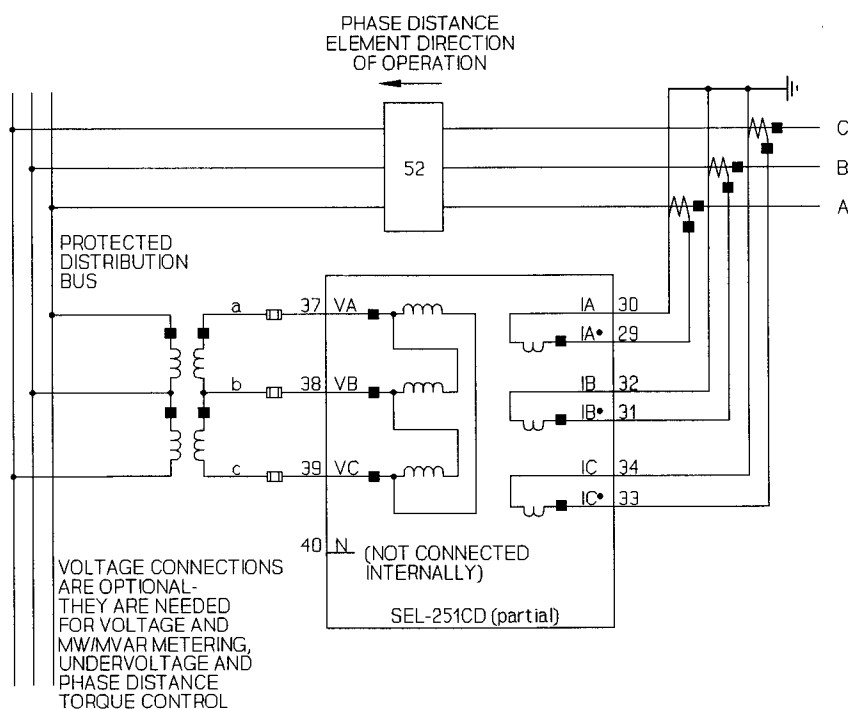 PHASE DISTANCE
ELEMENT DIRECTION
OF OPERATION
C
52
B
A
PROTECTED
DISTRIBUTION
BUS
a
37 VA
IA 30
IA• 29
b
38 VB
IB 32
IB• 31
c
39 VC
IC 34
IC• 33
40 N (NOT CONNECTED
INTERNALLY)
SEL-251CD (partial)
VOLTAGE CONNECTIONS
ARE OPTIONAL-
THEY ARE NEEDED
FOR VOLTAGE AND
MW/MVAR METERING,
UNDERVOLTAGE AND
PHASE DISTANCE
TORQUE CONTROL